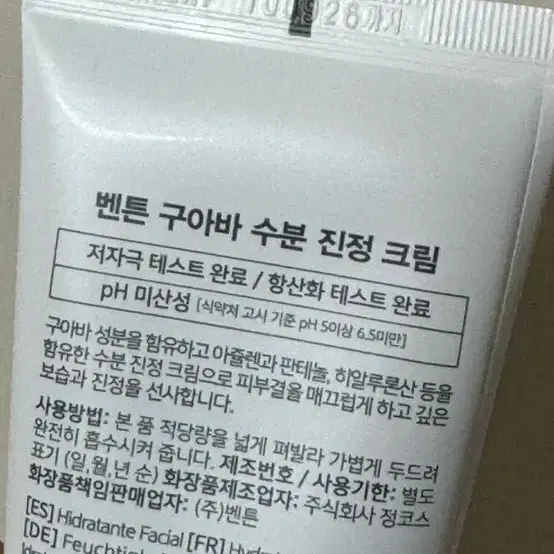 26까지
벤튼 구아바 수분 진정 크림
저자극 테스트 완료 / 항산화 테스트 완료
pH 미산성 [식약처 고시 기준 pH 5이상 6.5미만]
구아바 성분을 함유하고 아줄렌과 판테놀, 히알루론산 등을
함유한 수분 진정 크림으로 피부결을 매끄럽게 하고 깊은
보습과 진정을 선사합니다.
사용방법: 본 품 적당량을 넓게 펴발라 가볍게 두드려
완전히 흡수시켜 줍니다. 제조번호 / 사용기한: 별도
표기 (일,월,년 순) 화장품제조업자: 주식회사 정코스
화장품책임판매업자: (주)벤튼
[ES] Hidratante Facial [FR]
[DE]